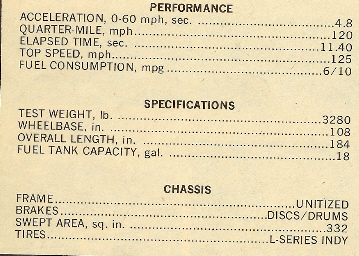 PERFORMANCE
ACCELERATION, 0-60 mph, sec. ........ 4.8
QUARTER-MILE, mph ........ 120
ELAPSED TIME, sec. ........ 11.40
TOP SPEED, mph ........ 125
FUEL CONSUMPTION, mpg ........ 6/10
SPECIFICATIONS
TEST WEIGHT, lb. ........ 3280
WHEELBASE, in. ........ 108
OVERALL LENGTH, in. ........ 184
FUEL TANK CAPACITY, gal. ........ 18
CHASSIS
FRAME ........ UNITIZED
BRAKES ........ DISCS/DRUMS
SWEPT AREA, sq. in. ........ 332
TIRES ........ L-SERIES INDY